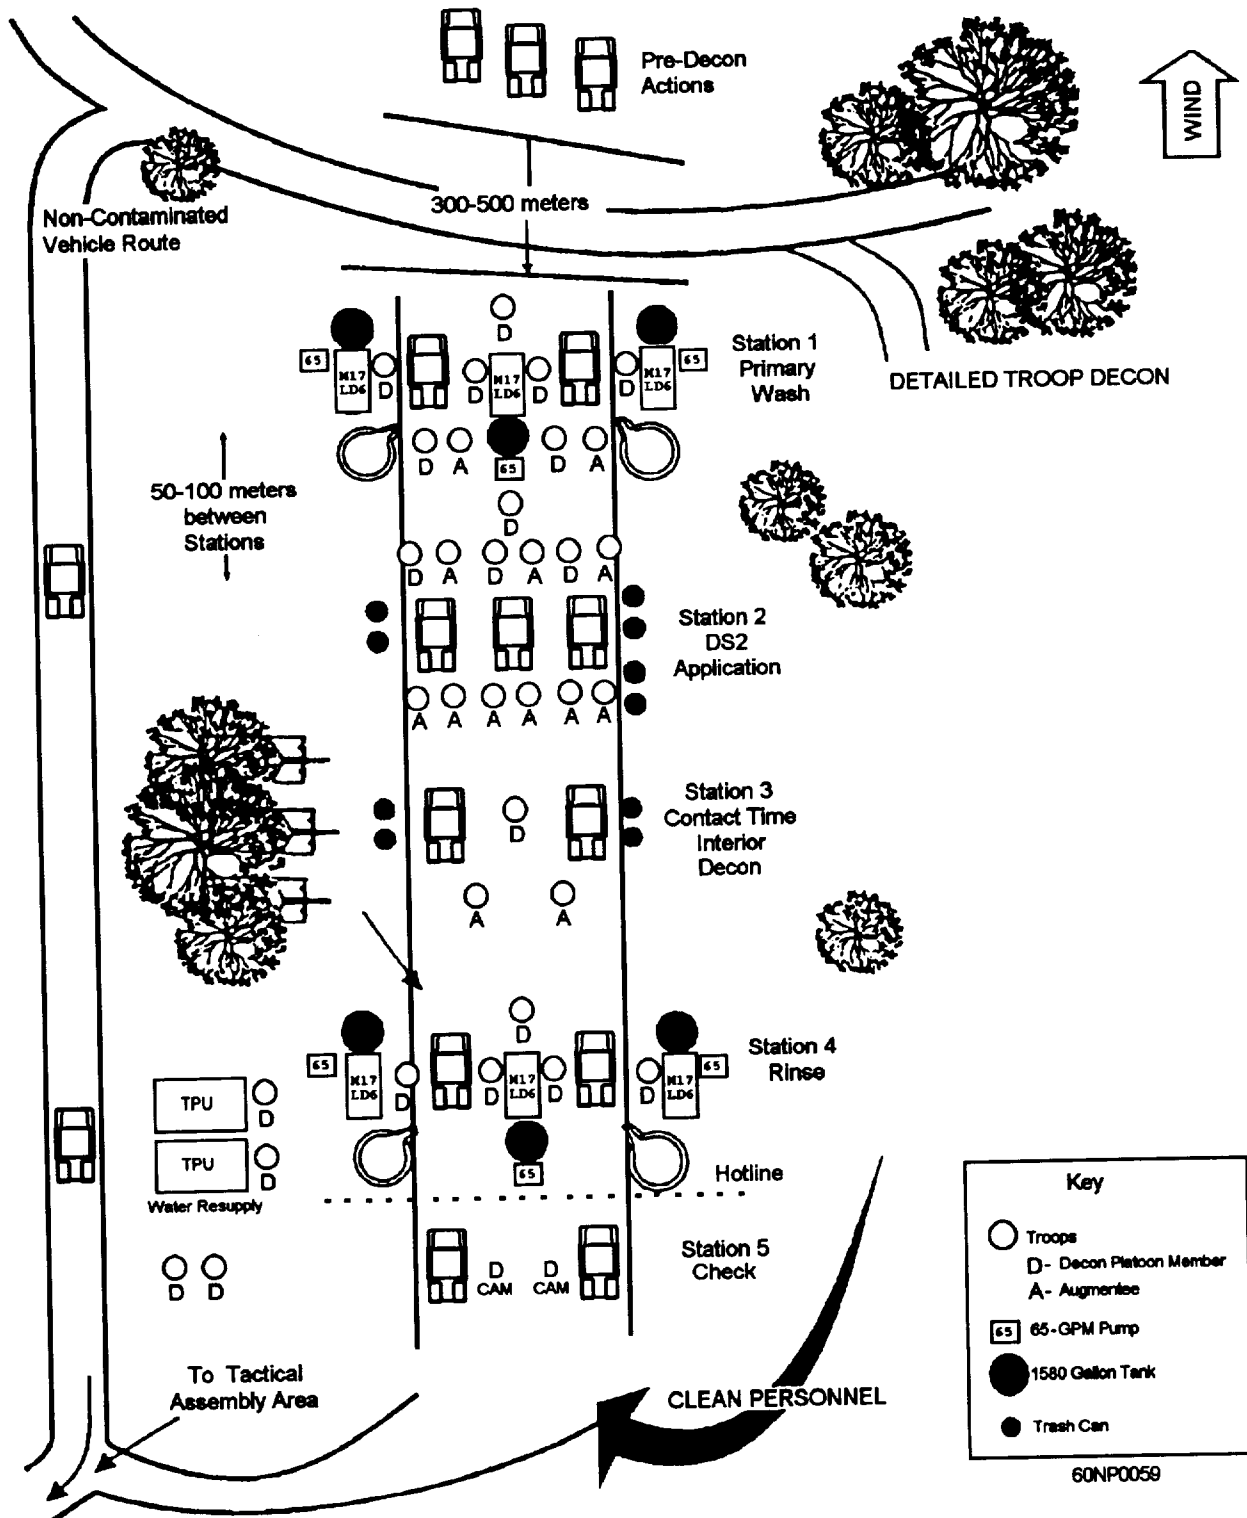 Pre-Decon
Actions
WIND
Non-Contaminated
Vehicle Route
300-500 meters
DETAILED TROOP DECON
D
65
M17
LD6
D
D
M17
LD6
D
D
M17
LD6
65
Station 1
Primary
Wash
D
A
65
D
A
D
50-100 meters
between
Stations
D
A
D
A
D
A
Station 2
DS2
Application
A
A
A
A
A
A
Station 3
Contact Time
Interior
Decon
D
A
A
D
65
M17
LD6
D
D
M17
LD6
D
D
M17
LD6
65
Station 4
Rinse
TPU
D
TPU
D
Water Resupply
65
Hotline
D
D
D
CAM
D
CAM
Station 5
Check
To Tactical
Assembly Area
CLEAN PERSONNEL
Key
Troops
D- Decon Platoon Member
A- Augmentee
65 65-GPM Pump
1580 Gallon Tank
Trash Can
60NP0059